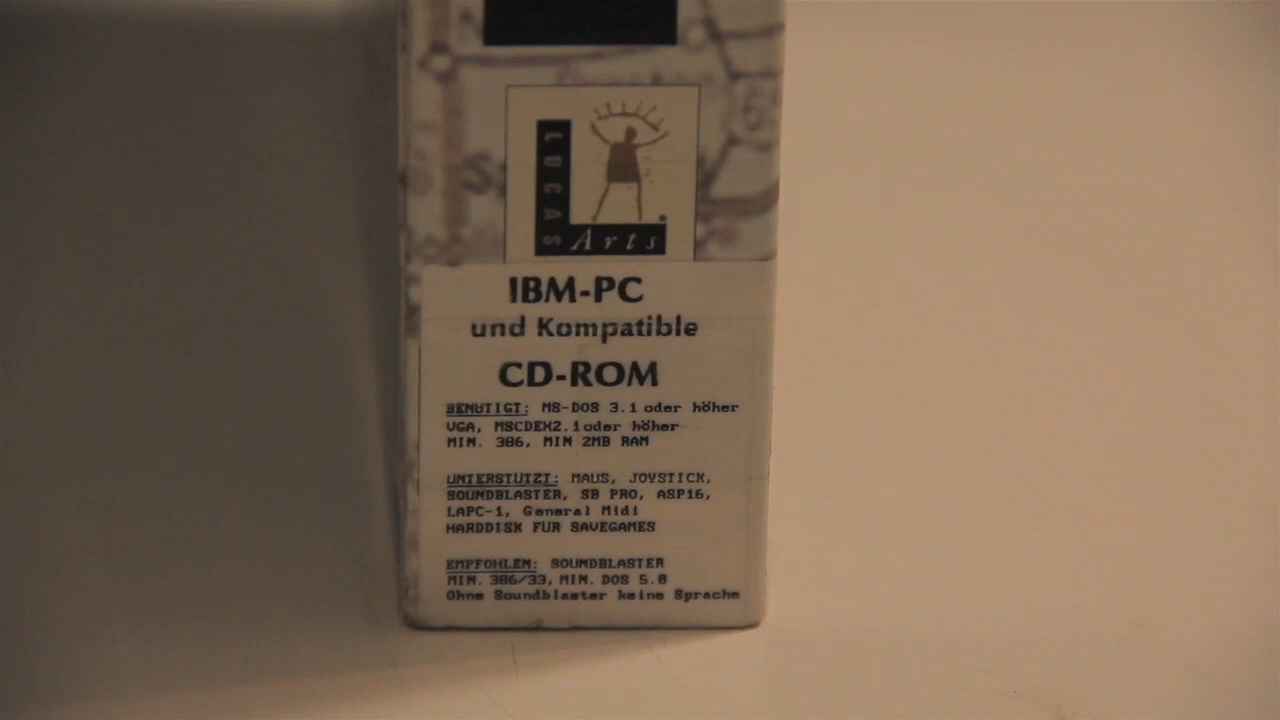 LUCAS
Arts
IBM-PC
und Kompatible
CD-ROM
BENÖTIGT: MS-DOS 3.1 oder höher
VGA, MSCDEX2.1 oder höher
MIN. 386, MIN 2MB RAM
UNTERSTÜTZT: MAUS, JOYSTICK,
SOUNDBLASTER, SB PRO, ASP16,
LAPC-1, General Midi
HARDDISK FÜR SAVEGAMES
EMPFOHLEN: SOUNDBLASTER
MIN. 386/33, MIN. DOS 5.0
Ohne Soundblaster keine Sprache